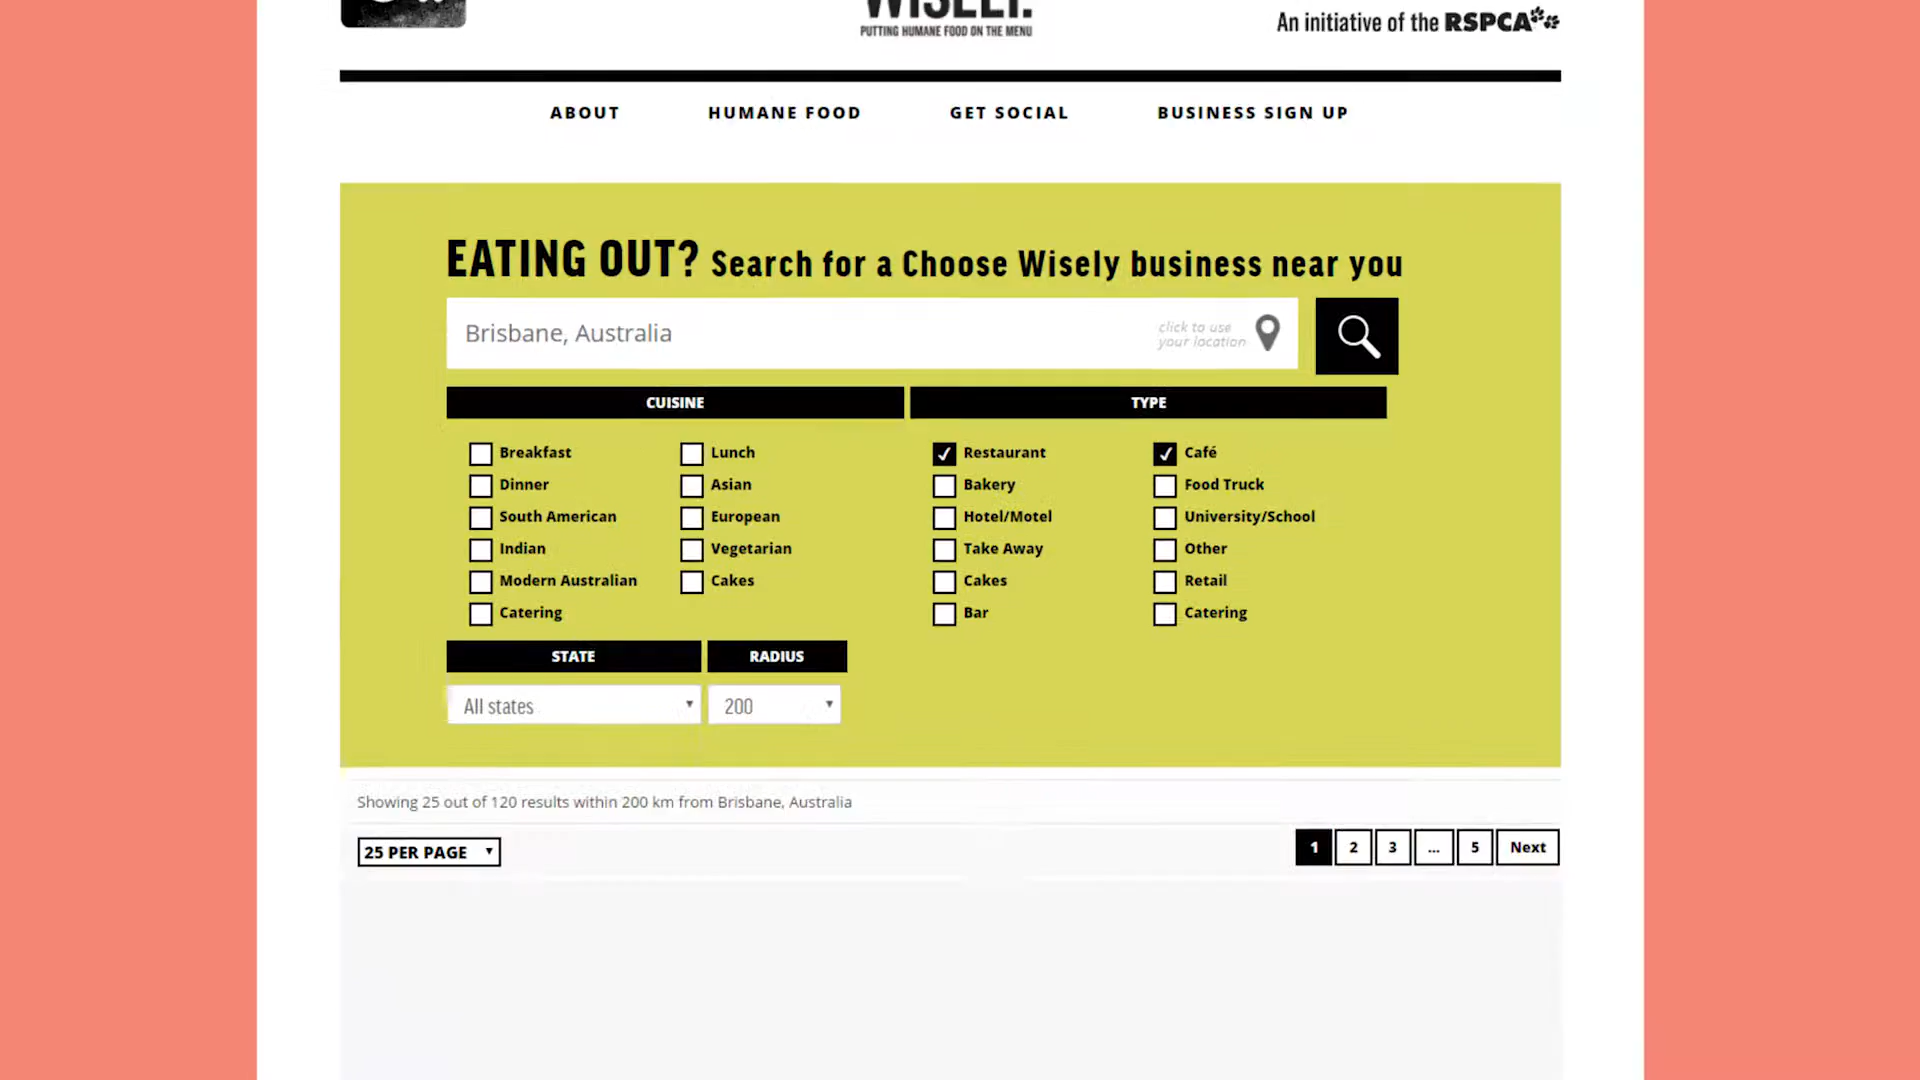 WISELY.
PUTTING HUMANE FOOD ON THE MENU
An initiative of the RSPCA
ABOUT HUMANE FOOD GET SOCIAL BUSINESS SIGN UP
EATING OUT? Search for a Choose Wisely business near you
Brisbane, Australia
click to use
your location
CUISINE TYPE
Breakfast Lunch Restaurant Café
Dinner Asian Bakery Food Truck
South American European Hotel/Motel University/School
Indian Vegetarian Take Away Other
Modern Australian Cakes Cakes Retail
Catering Bar Catering
STATE RADIUS
All states 200
Showing 25 out of 120 results within 200 km from Brisbane, Australia
25 PER PAGE 1 2 3 ... 5 Next